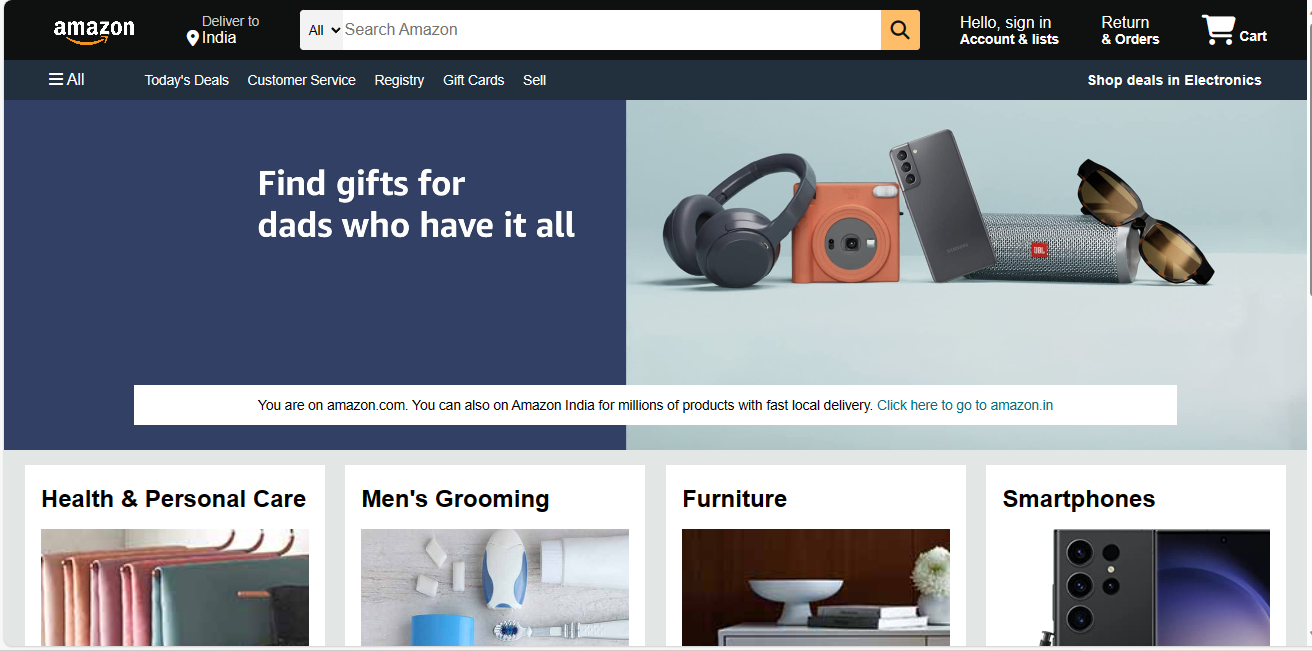 amazon
Deliver to
India
All
Search Amazon
Hello, sign in
Account & lists
Return
& Orders
Cart
All
Today's Deals
Customer Service
Registry
Gift Cards
Sell
Shop deals in Electronics
Find gifts for
dads who have it all
SAMSUNG
JBL
You are on amazon.com. You can also on Amazon India for millions of products with fast local delivery. Click here to go to amazon.in
Health & Personal Care
Men's Grooming
Furniture
Smartphones